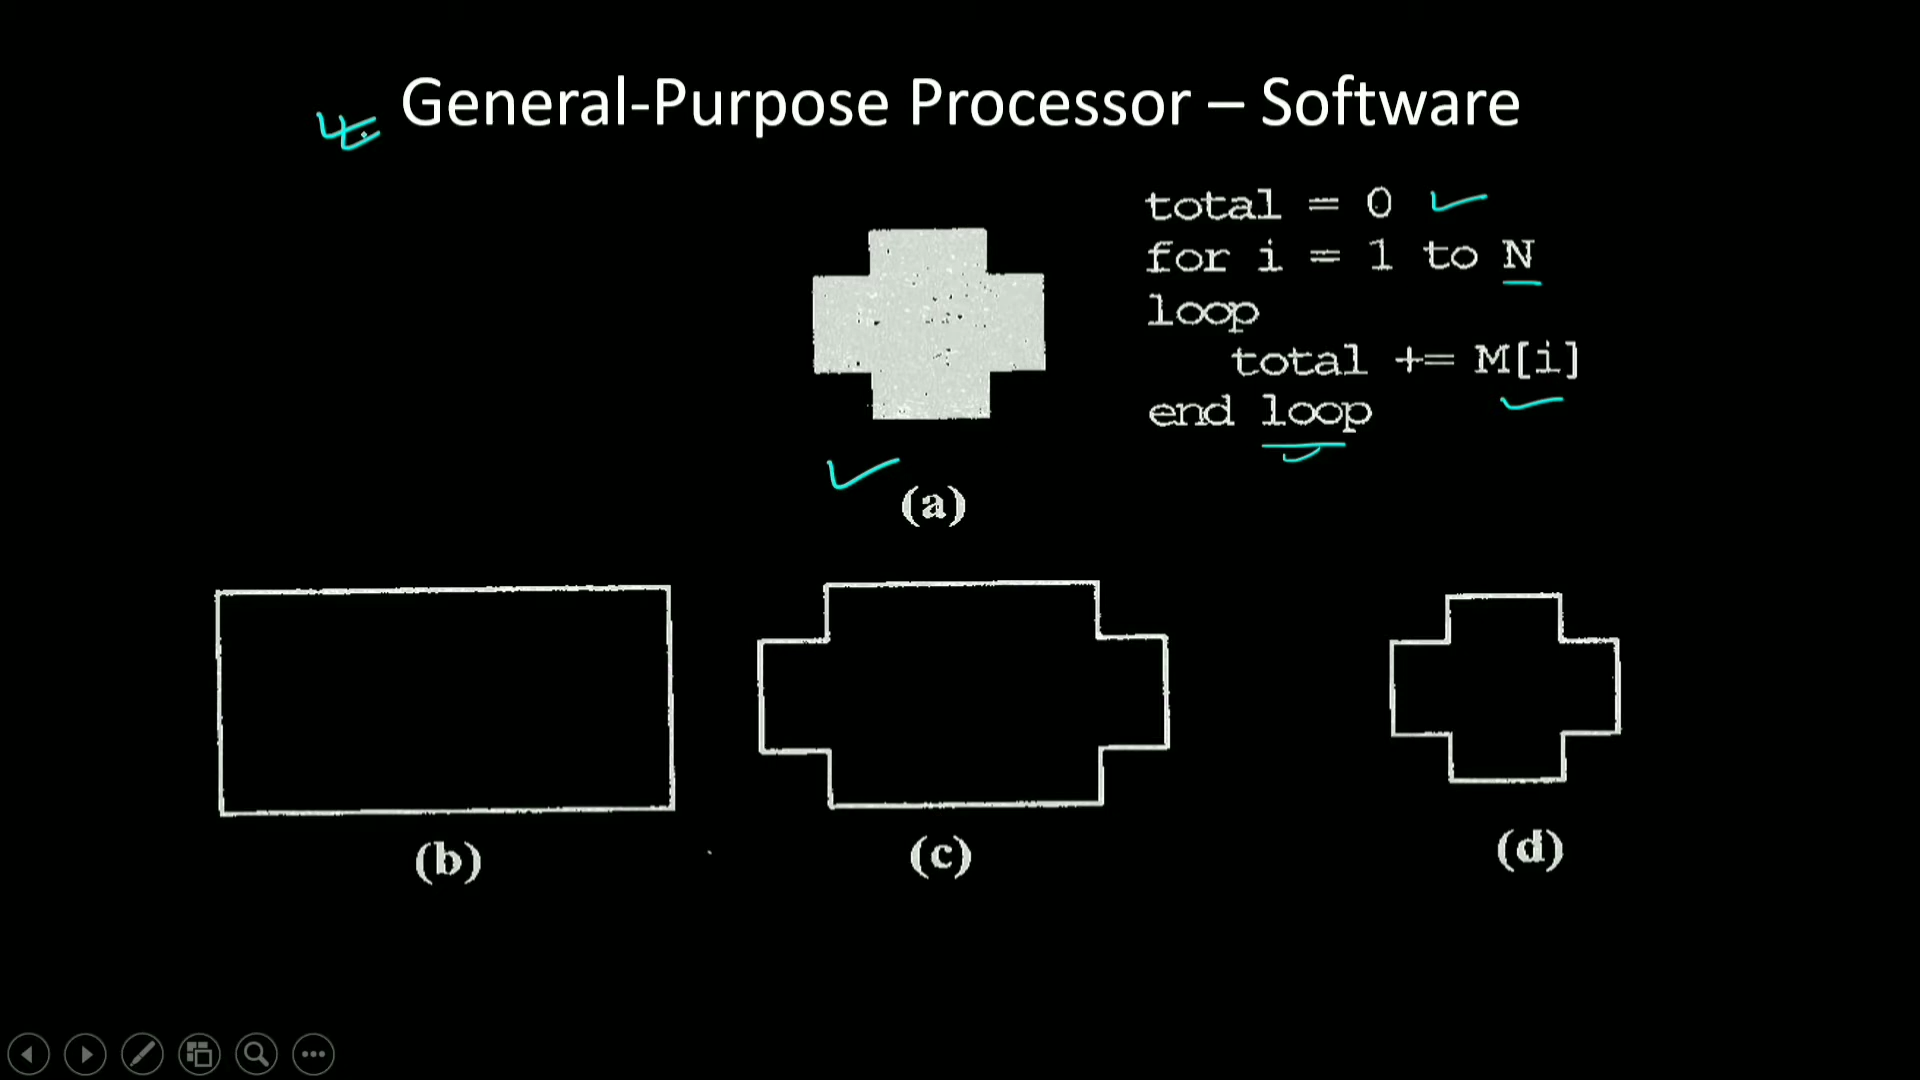 General-Purpose Processor – Software
total = 0
for i = 1 to N
loop
total += M[i]
end loop
(a)
(b)
(c)
(d)